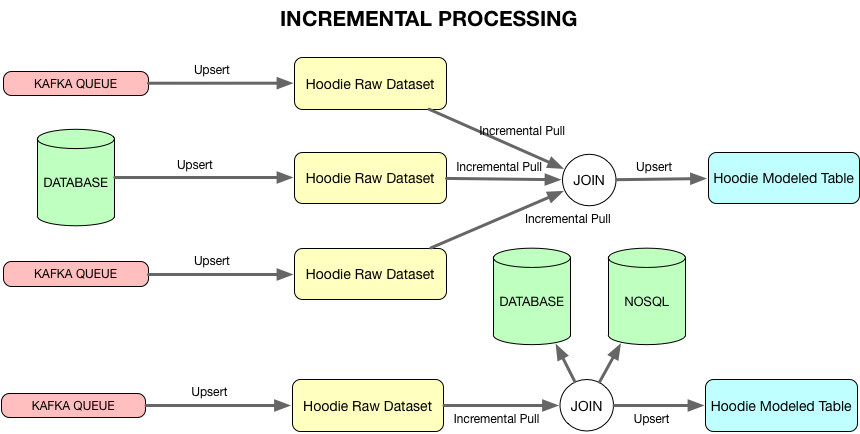 INCREMENTAL PROCESSING
KAFKA QUEUE
Upsert
Hoodie Raw Dataset
Incremental Pull
DATABASE
Upsert
Hoodie Raw Dataset
Incremental Pull
JOIN
Upsert
Hoodie Modeled Table
KAFKA QUEUE
Upsert
Hoodie Raw Dataset
Incremental Pull
DATABASE
NOSQL
KAFKA QUEUE
Upsert
Hoodie Raw Dataset
Incremental Pull
JOIN
Upsert
Hoodie Modeled Table